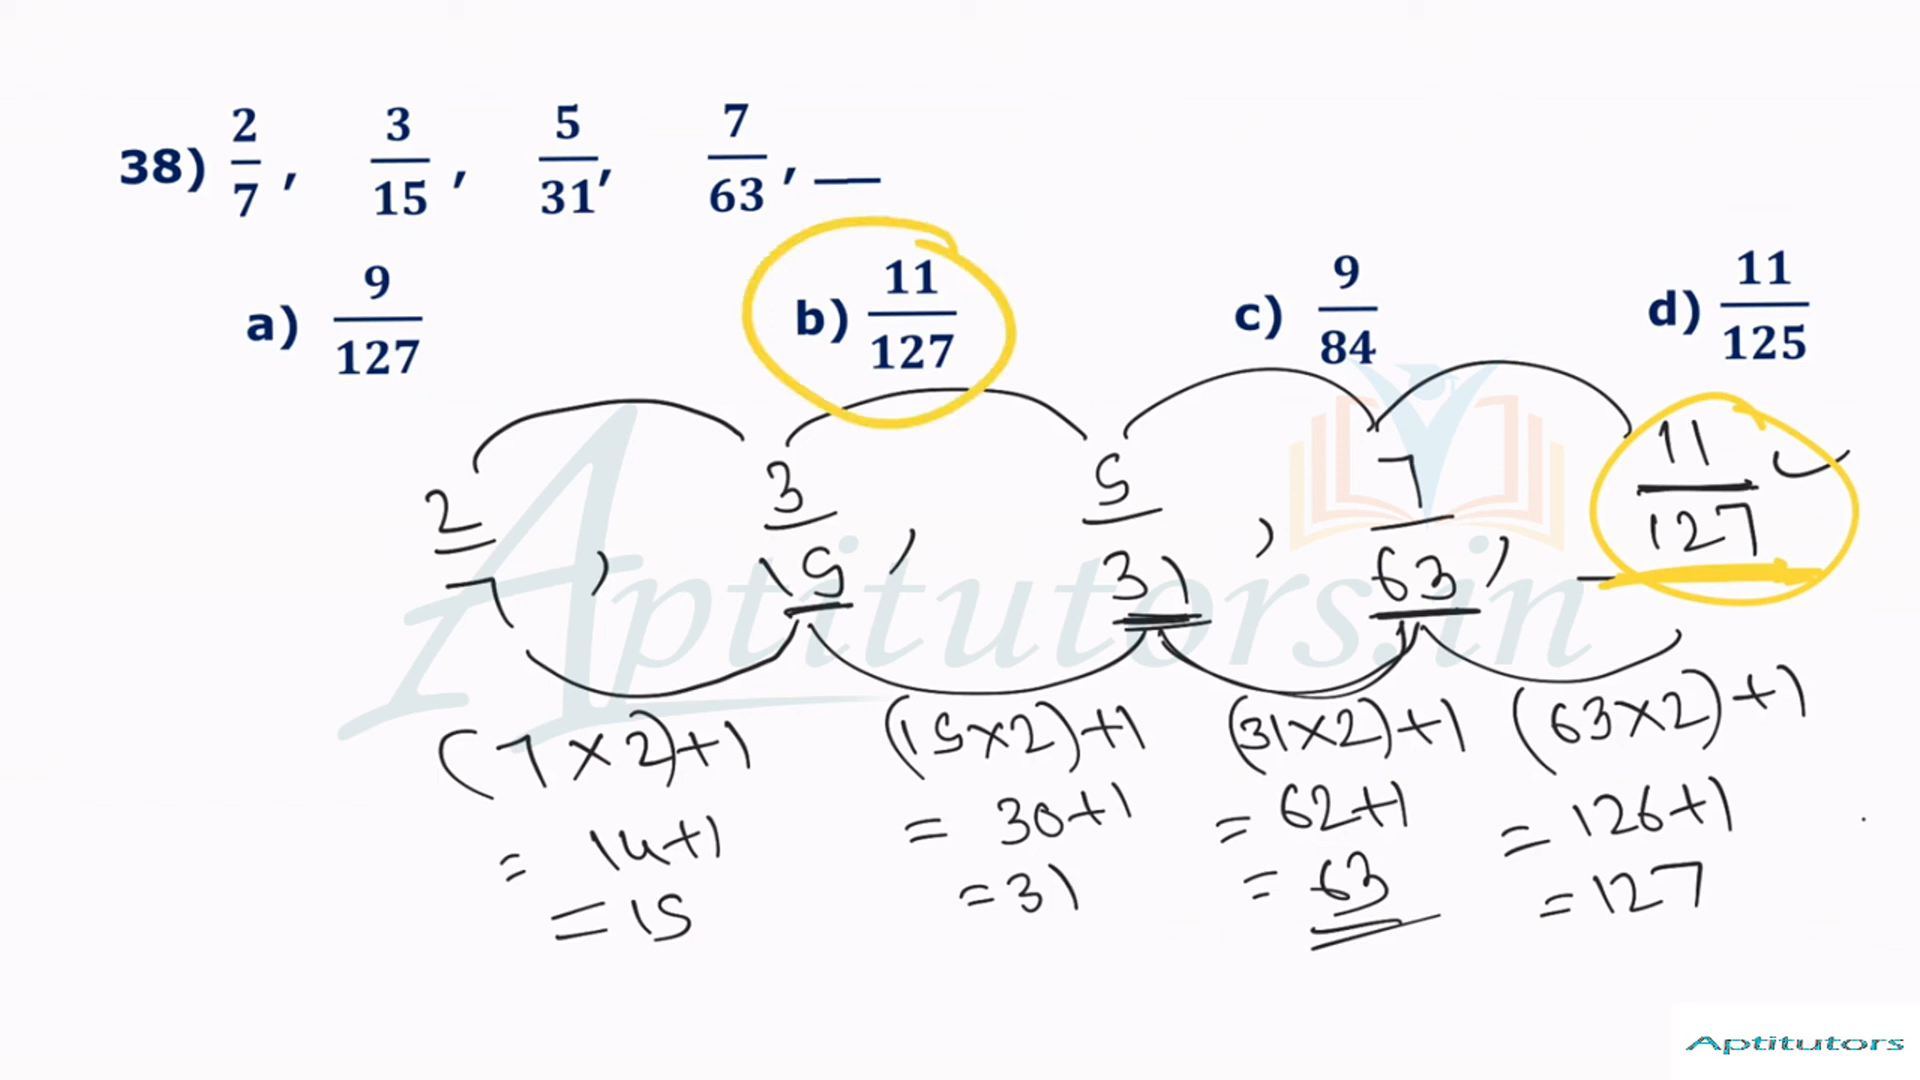 38) 2/7, 3/15, 5/31, 7/63, __
a) 9/127 b) 11/127 c) 9/84 d) 11/125
2/7, 3/15, 5/31, 7/63, 11/127
Aptitutors.in
(7×2)+1 (15×2)+1 (31×2)+1 (63×2)+1
= 14+1 = 30+1 = 62+1 = 126+1
= 15 = 31 = 63 = 127
Aptitutors